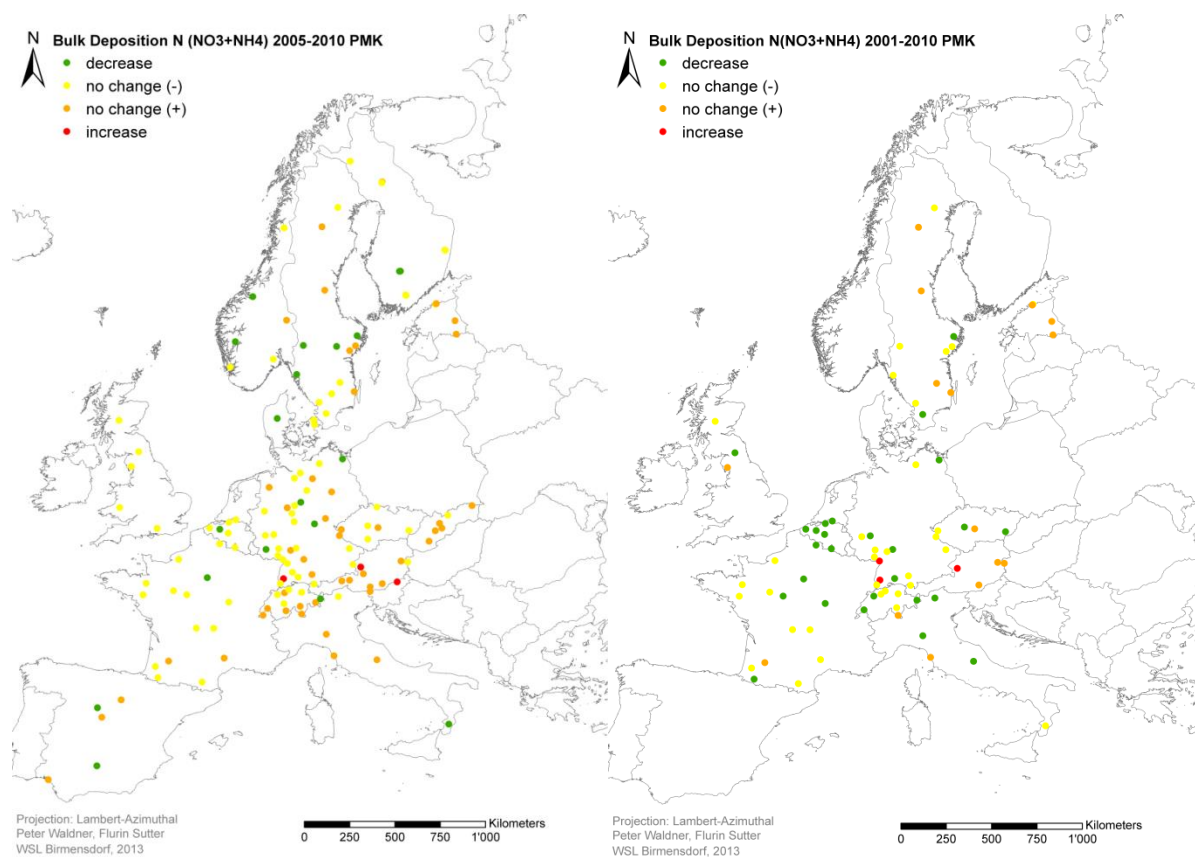 N
Bulk Deposition N (NO3+NH4) 2005-2010 PMK
decrease
no change (-)
no change (+)
increase
Projection: Lambert-Azimuthal
Peter Waldner, Flurin Sutter
WSL Birmensdorf, 2013
Kilometers
0 250 500 750 1'000
N
Bulk Deposition N(NO3+NH4) 2001-2010 PMK
decrease
no change (-)
no change (+)
increase
Projection: Lambert-Azimuthal
Peter Waldner, Flurin Sutter
WSL Birmensdorf, 2013
Kilometers
0 250 500 750 1'000